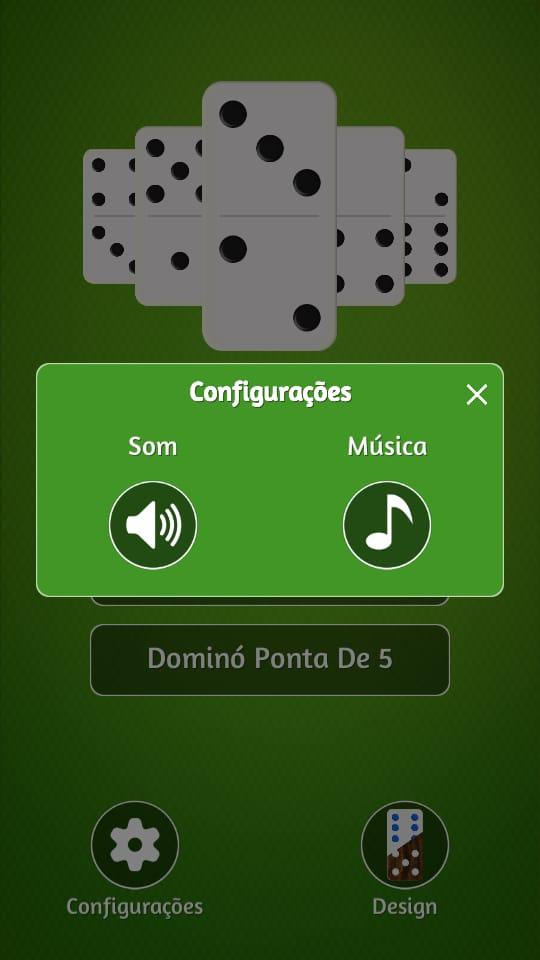 Configurações
Som
Música
Dominó Ponta De 5
Configurações
Design